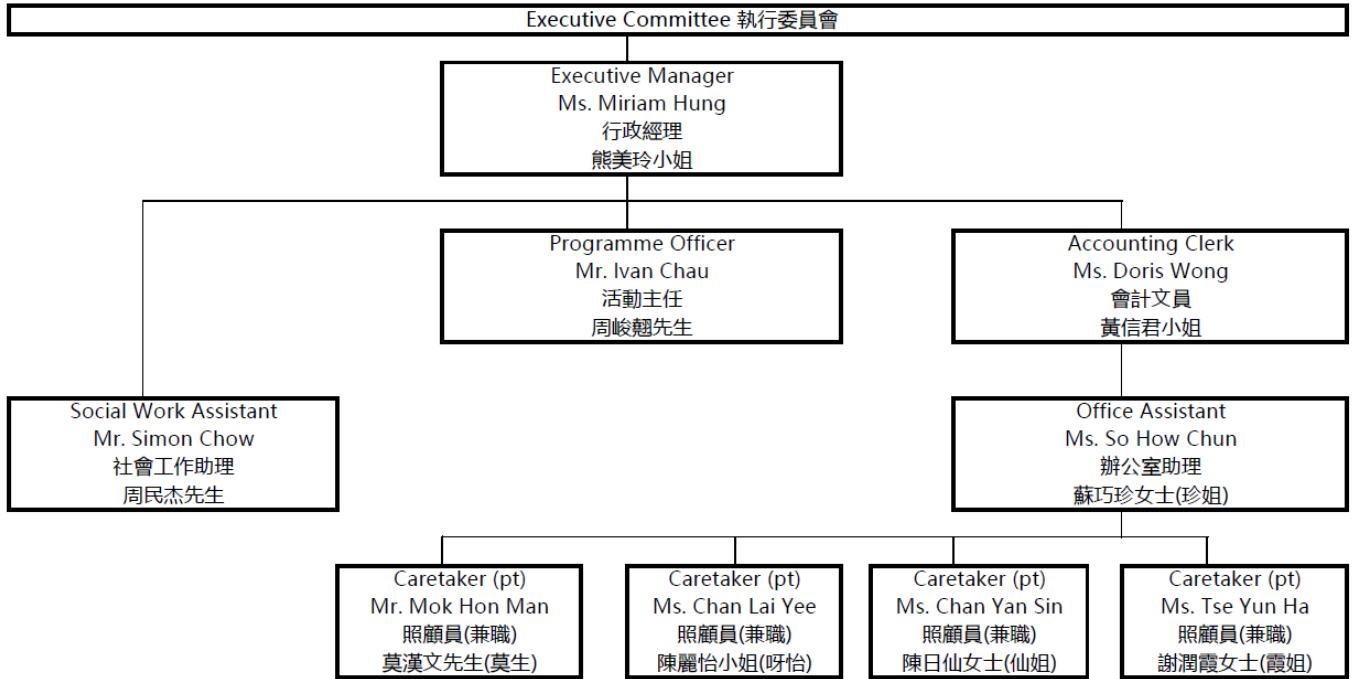 Executive Committee 執行委員會
Executive Manager
Ms. Miriam Hung
行政經理
熊美玲小姐
Programme Officer
Mr. Ivan Chau
活動主任
周峻翹先生
Accounting Clerk
Ms. Doris Wong
會計文員
黃信君小姐
Social Work Assistant
Mr. Simon Chow
社會工作助理
周民杰先生
Office Assistant
Ms. So How Chun
辦公室助理
蘇巧珍女士(珍姐)
Caretaker (pt)
Mr. Mok Hon Man
照顧員(兼職)
莫漢文先生(莫生)
Caretaker (pt)
Ms. Chan Lai Yee
照顧員(兼職)
陳麗怡小姐(呀怡)
Caretaker (pt)
Ms. Chan Yan Sin
照顧員(兼職)
陳日仙女士(仙姐)
Caretaker (pt)
Ms. Tse Yun Ha
照顧員(兼職)
謝潤霞女士(霞姐)